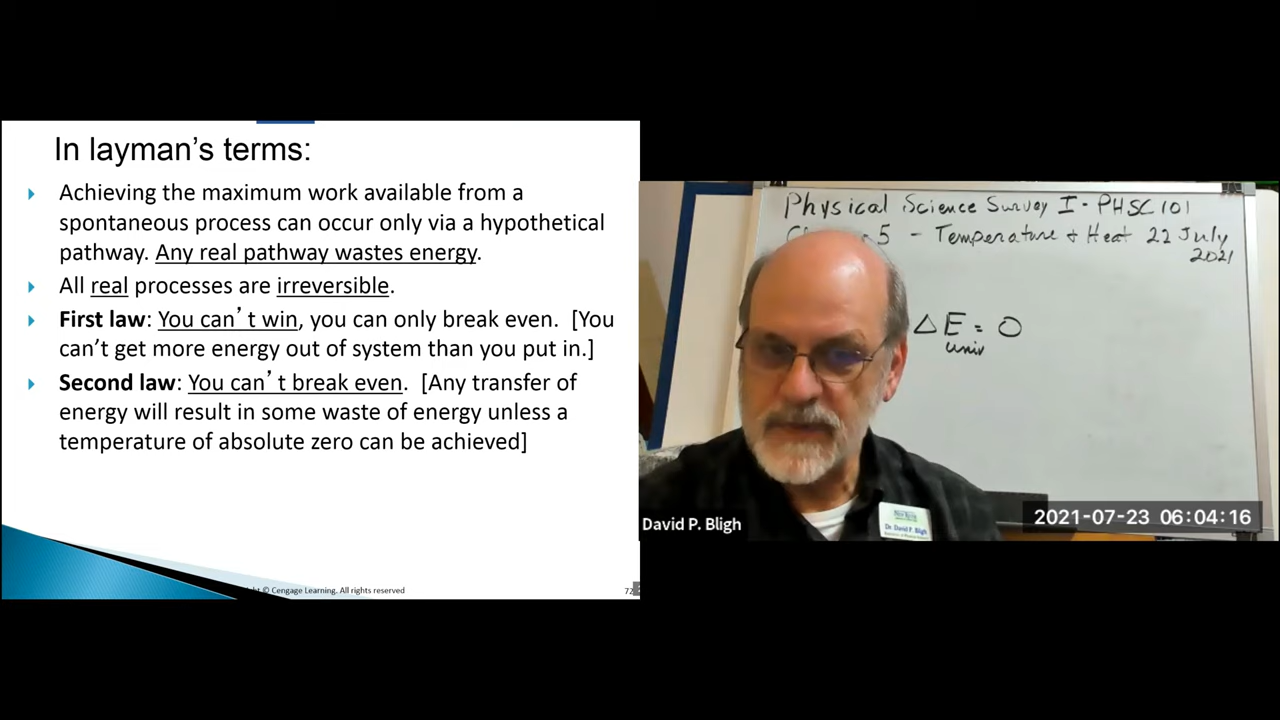 In layman’s terms:
Achieving the maximum work available from a
spontaneous process can occur only via a hypothetical
pathway. Any real pathway wastes energy.
All real processes are irreversible.
First law: You can’t win, you can only break even. [You
can’t get more energy out of system than you put in.]
Second law: You can’t break even. [Any transfer of
energy will result in some waste of energy unless a
temperature of absolute zero can be achieved]
© Cengage Learning. All rights reserved
72
Physical Science Survey I - PHSC101
5 - Temperature + Heat 22 July
2021
ΔE = 0
univ
Dr. David P. Bligh
David P. Bligh
2021-07-23 06:04:16